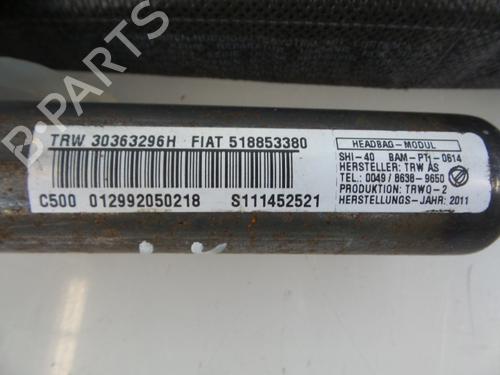 TRW 30363296H FIAT 518853380
C500 012992050218 S111452521
HEADBAG-MODUL
SHI-40 BAM-PT1-0614
HERSTELLER: TRW AS
TEL.: 0049/8638-9650
PRODUKTION: TRWO-2
HERSTELLUNGS-JAHR: 2011
B-PARTS